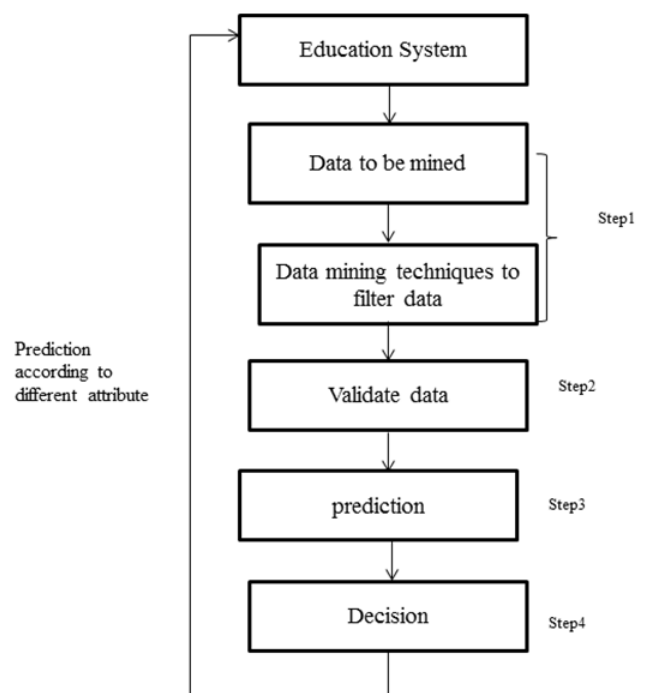 Education System
Data to be mined
Step1
Data mining techniques to
filter data
Prediction
according to
different attribute
Validate data
Step2
prediction
Step3
Decision
Step4